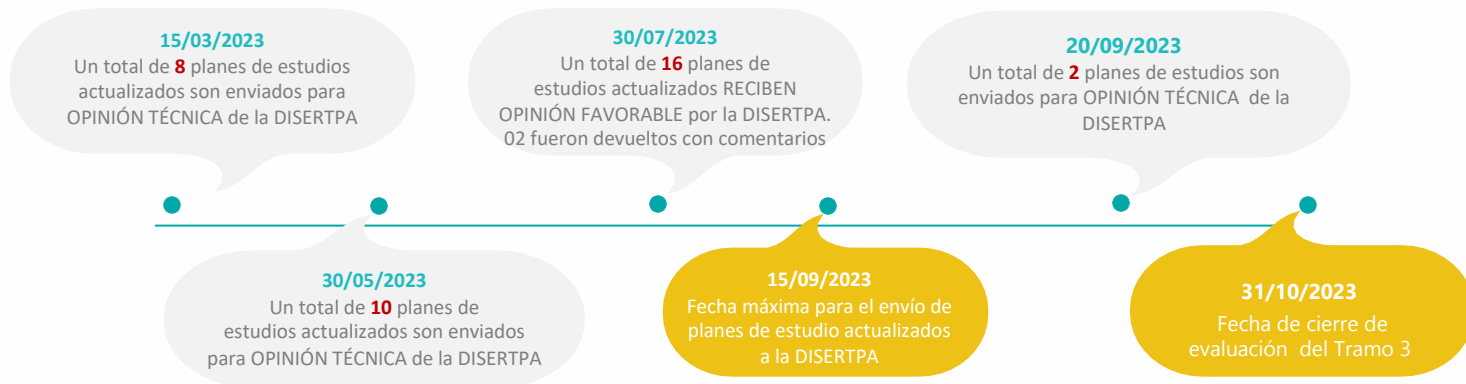 15/03/2023
Un total de 8 planes de estudios
actualizados son enviados para
OPINIÓN TÉCNICA de la DISERTPA
30/05/2023
Un total de 10 planes de
estudios actualizados son enviados
para OPINIÓN TÉCNICA de la DISERTPA
30/07/2023
Un total de 16 planes de
estudios actualizados RECIBEN
OPINIÓN FAVORABLE por la DISERTPA.
02 fueron devueltos con comentarios
15/09/2023
Fecha máxima para el envío de
planes de estudio actualizados
a la DISERTPA
20/09/2023
Un total de 2 planes de estudios son
enviados para OPINIÓN TÉCNICA de la
DISERTPA
31/10/2023
Fecha de cierre de
evaluación del Tramo 3